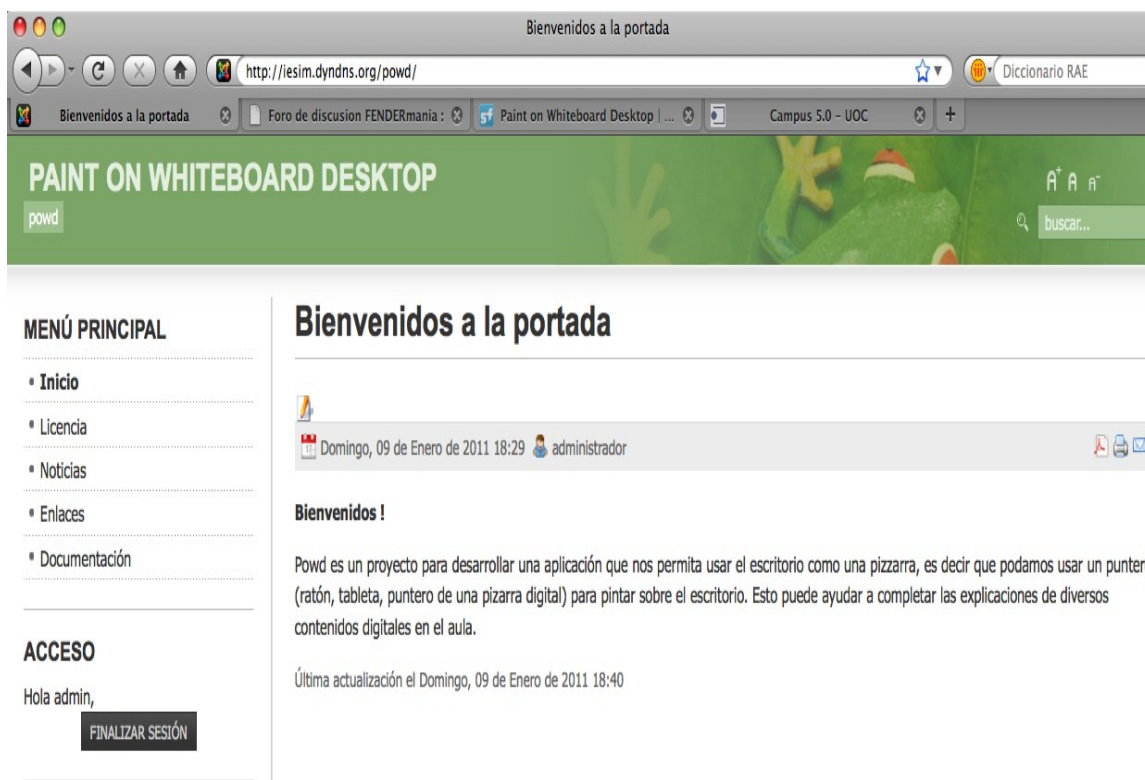 Bienvenidos a la portada
http://iesim.dyndns.org/powd/
Diccionario RAE
Bienvenidos a la portada
Foro de discusion FENDERmania :
Paint on Whiteboard Desktop | ...
Campus 5.0 – UOC
PAINT ON WHITEBOARD DESKTOP
powd
A+ A A-
buscar...
MENÚ PRINCIPAL
Inicio
Licencia
Noticias
Enlaces
Documentación
ACCESO
Hola admin,
FINALIZAR SESIÓN
Bienvenidos a la portada
Domingo, 09 de Enero de 2011 18:29 administrador
Bienvenidos !
Powd es un proyecto para desarrollar una aplicación que nos permita usar el escritorio como una pizzarra, es decir que podamos usar un punter
(ratón, tableta, puntero de una pizarra digital) para pintar sobre el escritorio. Esto puede ayudar a completar las explicaciones de diversos
contenidos digitales en el aula.
Última actualización el Domingo, 09 de Enero de 2011 18:40